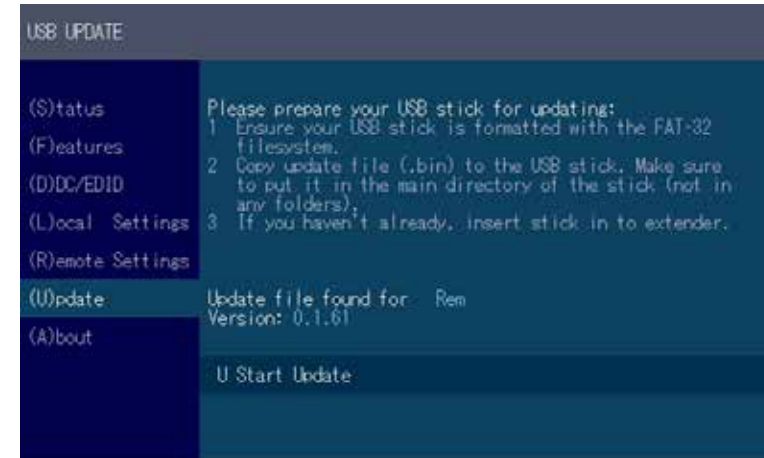 USB UPDATE
(S)tatus
(F)eatures
(D)DC/EDID
(L)ocal Settings
(R)emote Settings
(U)pdate
(A)bout
Please prepare your USB stick for updating:
1 Ensure your USB stick is formatted with the FAT-32
filesystem.
2 Copy update file (.bin) to the USB stick. Make sure
to put it in the main directory of the stick (not in
any folders).
3 If you haven't already, insert stick in to extender.
Update file found for Rem
Version: 0.1.61
U Start Update